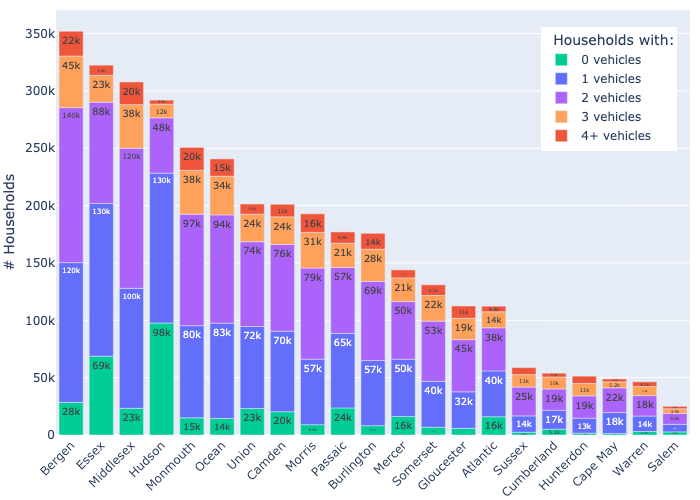 Households with:
0 vehicles
1 vehicles
2 vehicles
3 vehicles
4+ vehicles
# Households
350k
300k
250k
200k
150k
100k
50k
0
22k
45k
140k
120k
28k
23k
88k
130k
69k
20k
38k
120k
100k
23k
12k
48k
130k
98k
20k
38k
97k
80k
15k
15k
34k
94k
83k
14k
24k
74k
72k
23k
11k
24k
76k
70k
20k
16k
31k
79k
57k
21k
57k
65k
24k
14k
28k
69k
57k
21k
50k
50k
16k
22k
53k
40k
11k
19k
45k
32k
14k
38k
40k
16k
11k
25k
14k
10k
19k
17k
11k
19k
13k
5.2k
22k
18k
18k
14k
Bergen
Essex
Middlesex
Hudson
Monmouth
Ocean
Union
Camden
Morris
Passaic
Burlington
Mercer
Somerset
Gloucester
Atlantic
Sussex
Cumberland
Hunterdon
Cape May
Warren
Salem